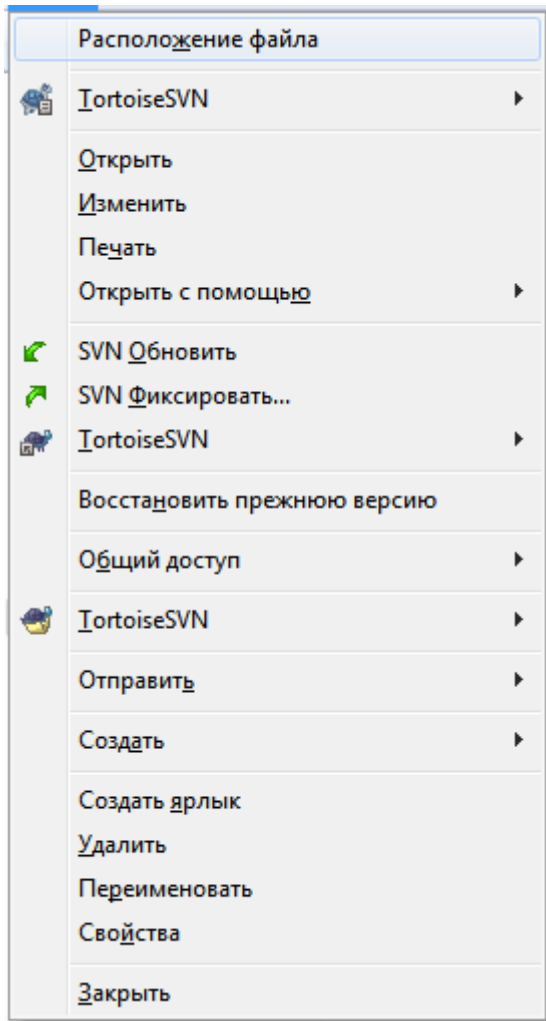 Расположение файла
TortoiseSVN
Открыть
Изменить
Печать
Открыть с помощью
SVN Обновить
SVN Фиксировать...
TortoiseSVN
Восстановить прежнюю версию
Общий доступ
TortoiseSVN
Отправить
Создать
Создать ярлык
Удалить
Переименовать
Свойства
Закрыть